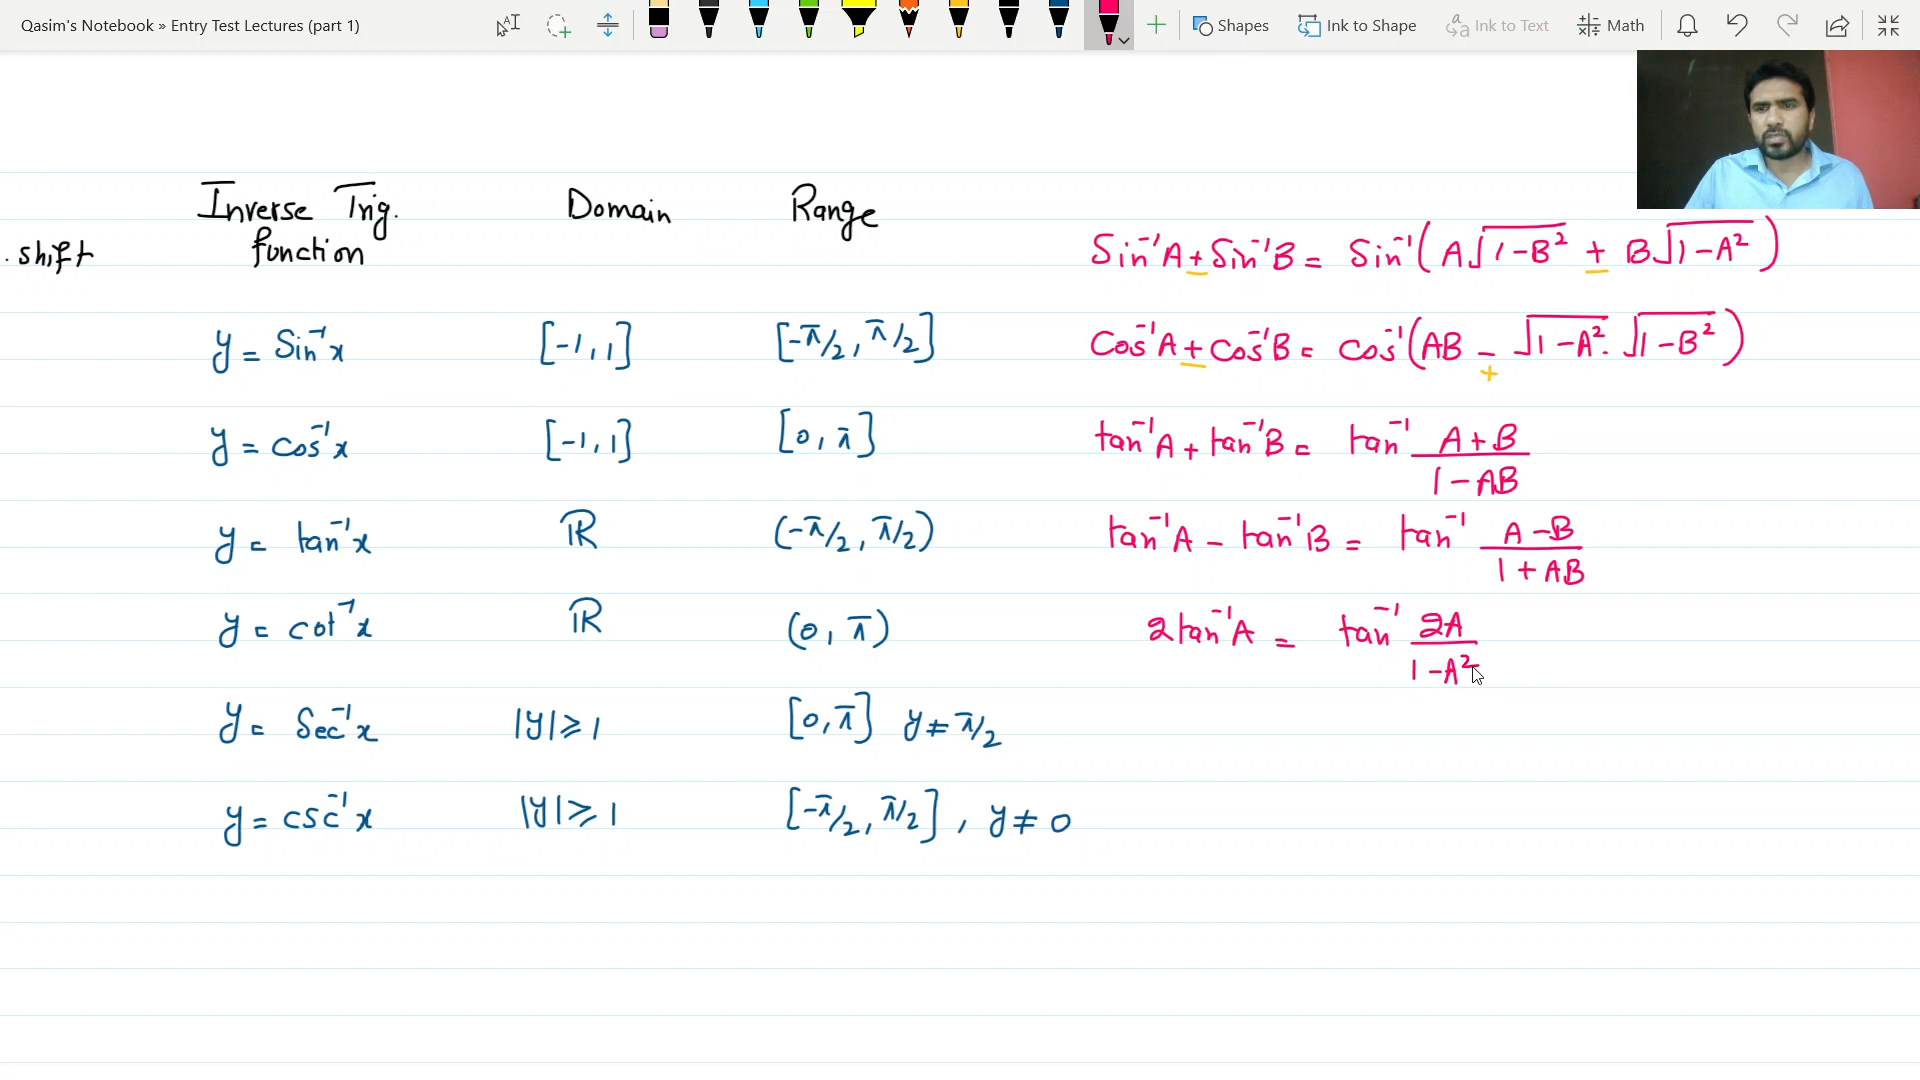 Qasim's Notebook » Entry Test Lectures (part 1)
Shapes
Ink to Shape
Ink to Text
Math
. shift
Inverse Trig. function
Domain
Range
y = Sin⁻¹x [-1, 1] [-π/2, π/2]
y = cos⁻¹x [-1, 1] [0, π]
y = tan⁻¹x ℝ (-π/2, π/2)
y = cot⁻¹x ℝ (0, π)
y = Sec⁻¹x |y| ≥ 1 [0, π] y ≠ π/2
y = csc⁻¹x |y| ≥ 1 [-π/2, π/2] , y ≠ 0
Sin⁻¹A + Sin⁻¹B = Sin⁻¹(A√1-B² + B√1-A²)
Cos⁻¹A + cos⁻¹B = cos⁻¹(AB - √1-A² · √1-B²)
+
tan⁻¹A + tan⁻¹B = tan⁻¹ A+B
1-AB
tan⁻¹A - tan⁻¹B = tan⁻¹ A-B
1+AB
2tan⁻¹A = tan⁻¹ 2A
1-A²